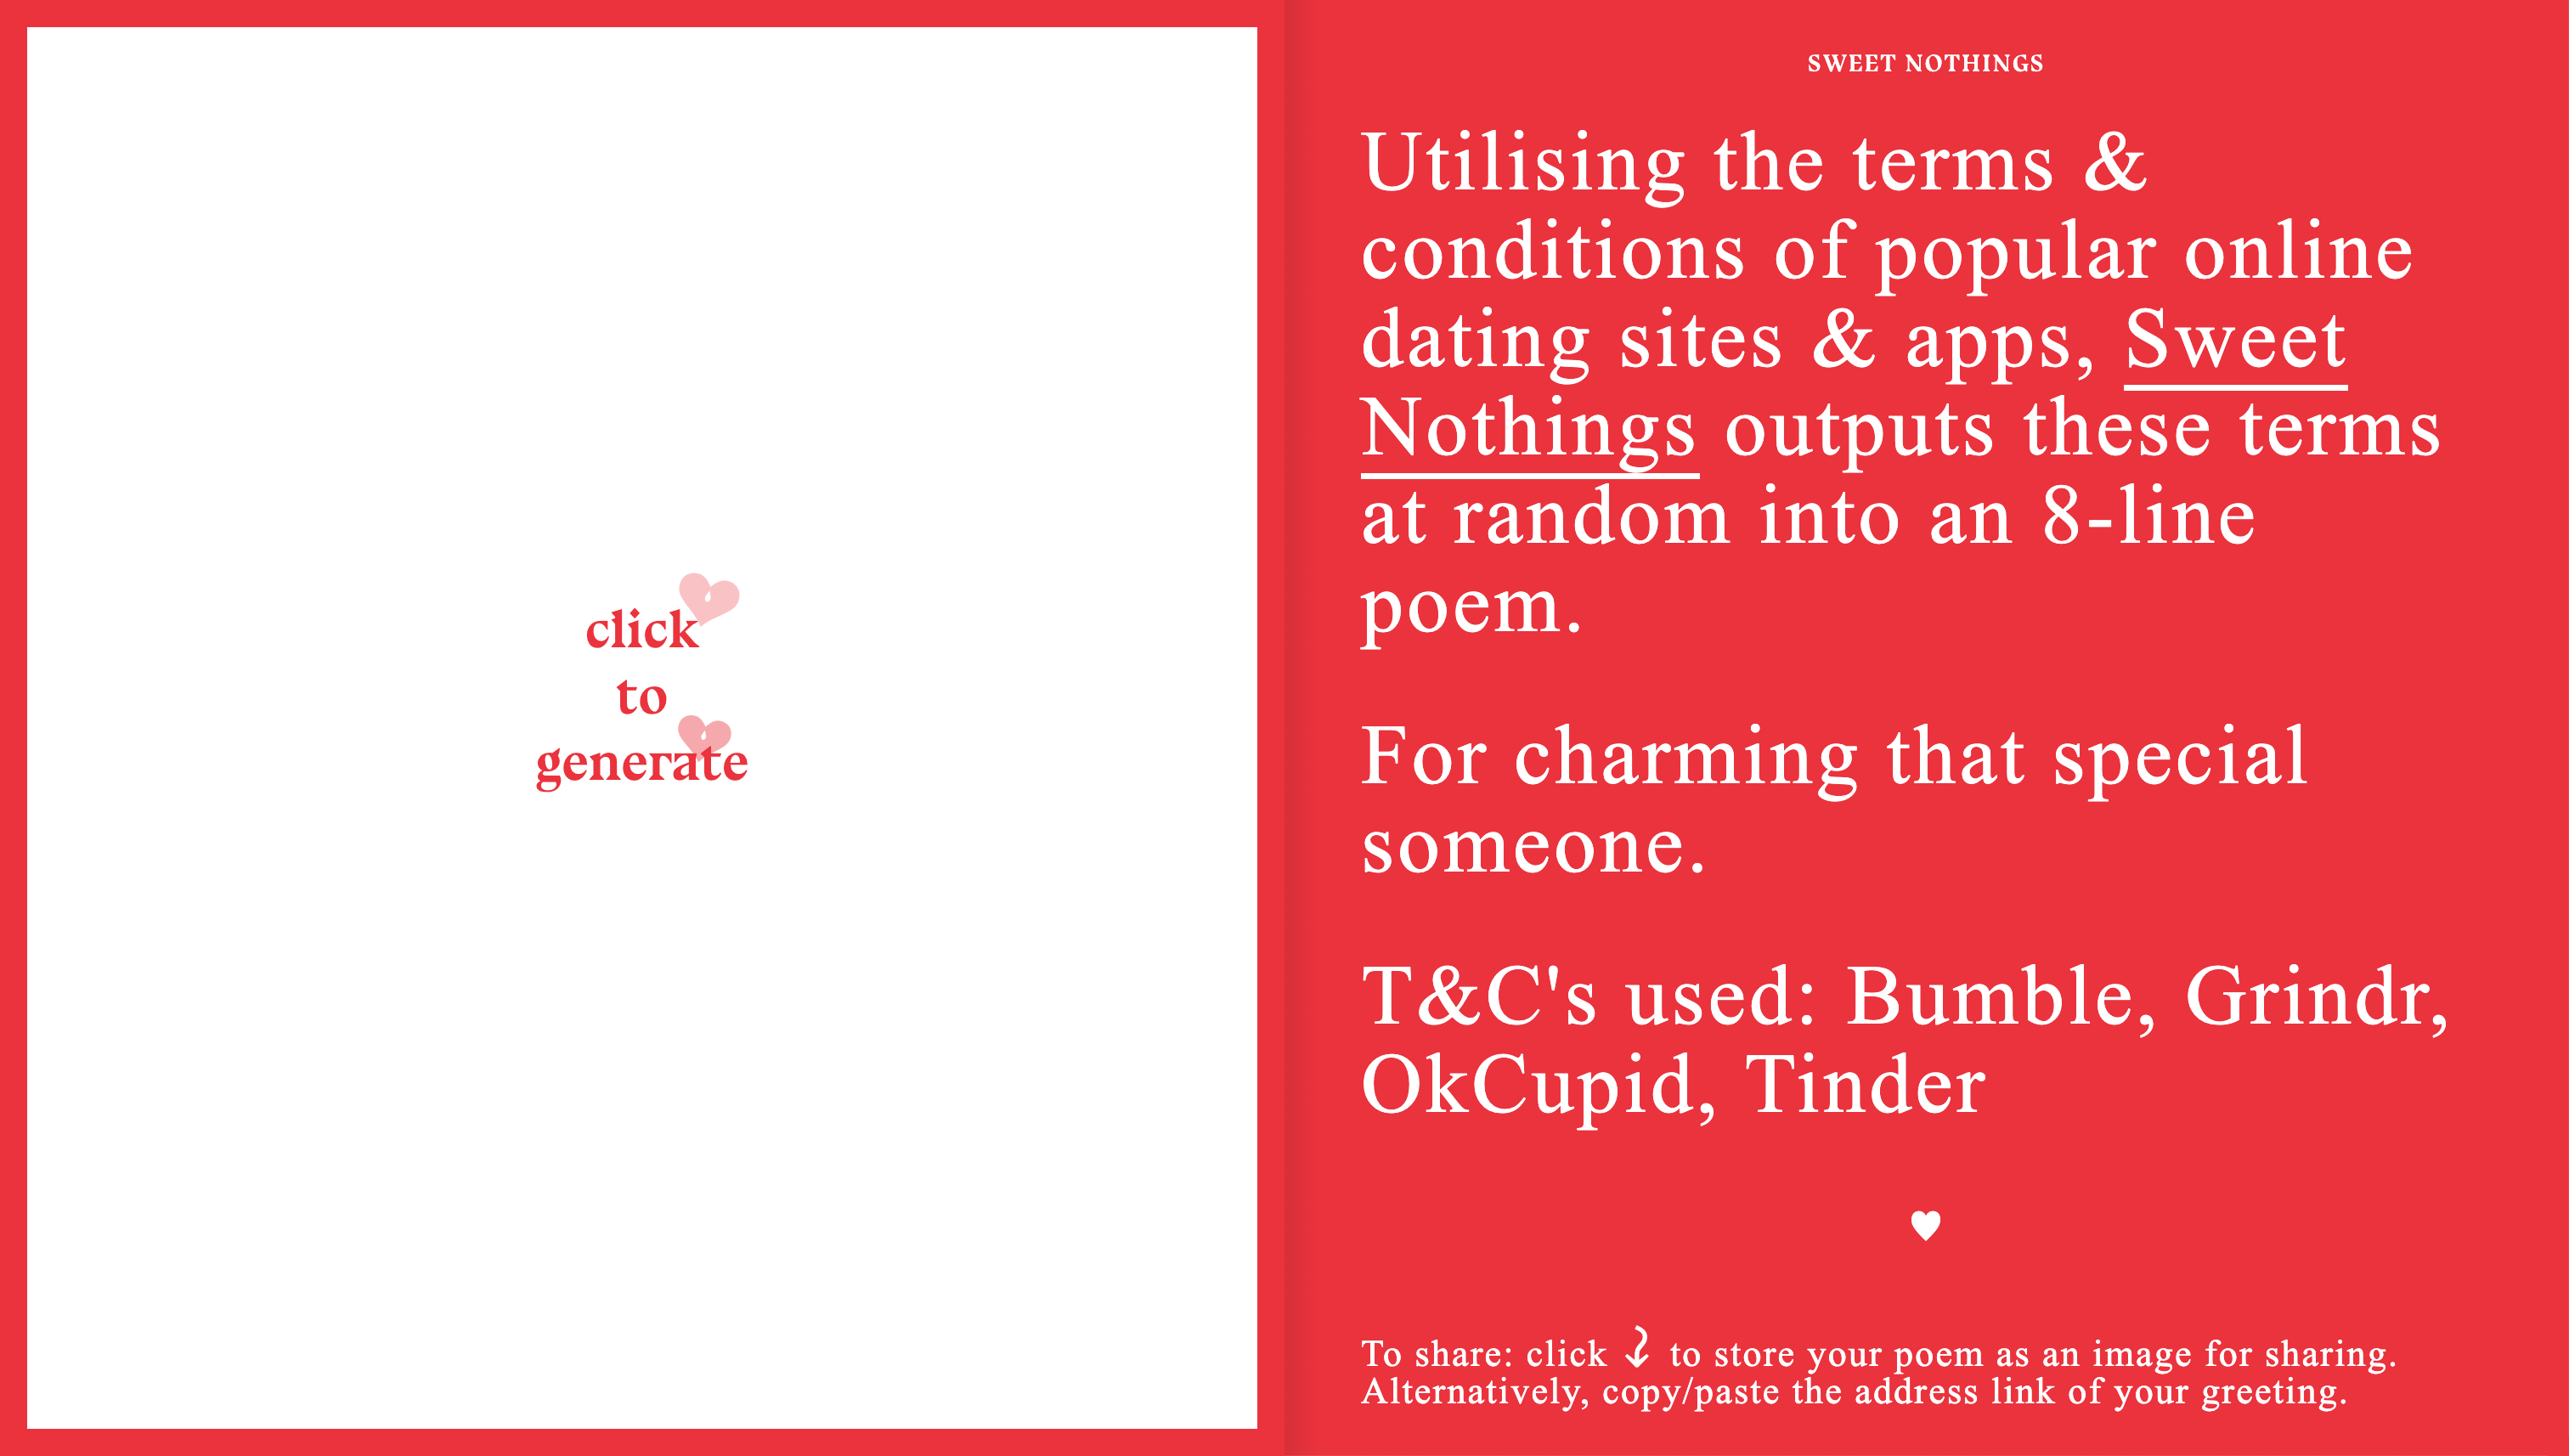 click
to
generate
SWEET NOTHINGS
Utilising the terms &
conditions of popular online
dating sites & apps, Sweet
Nothings outputs these terms
at random into an 8-line
poem.
For charming that special
someone.
T&C's used: Bumble, Grindr,
OkCupid, Tinder
To share: click to store your poem as an image for sharing.
Alternatively, copy/paste the address link of your greeting.